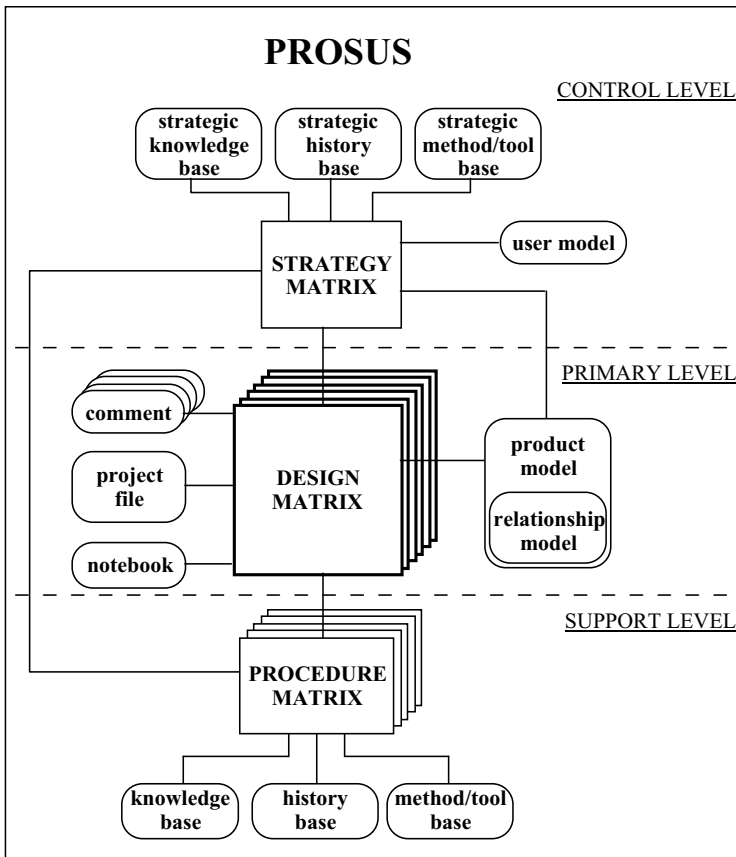 PROSUS
CONTROL LEVEL
strategic
knowledge
base
strategic
history
base
strategic
method/tool
base
user model
STRATEGY
MATRIX
PRIMARY LEVEL
comment
project
file
notebook
DESIGN
MATRIX
product
model
relationship
model
SUPPORT LEVEL
PROCEDURE
MATRIX
knowledge
base
history
base
method/tool
base